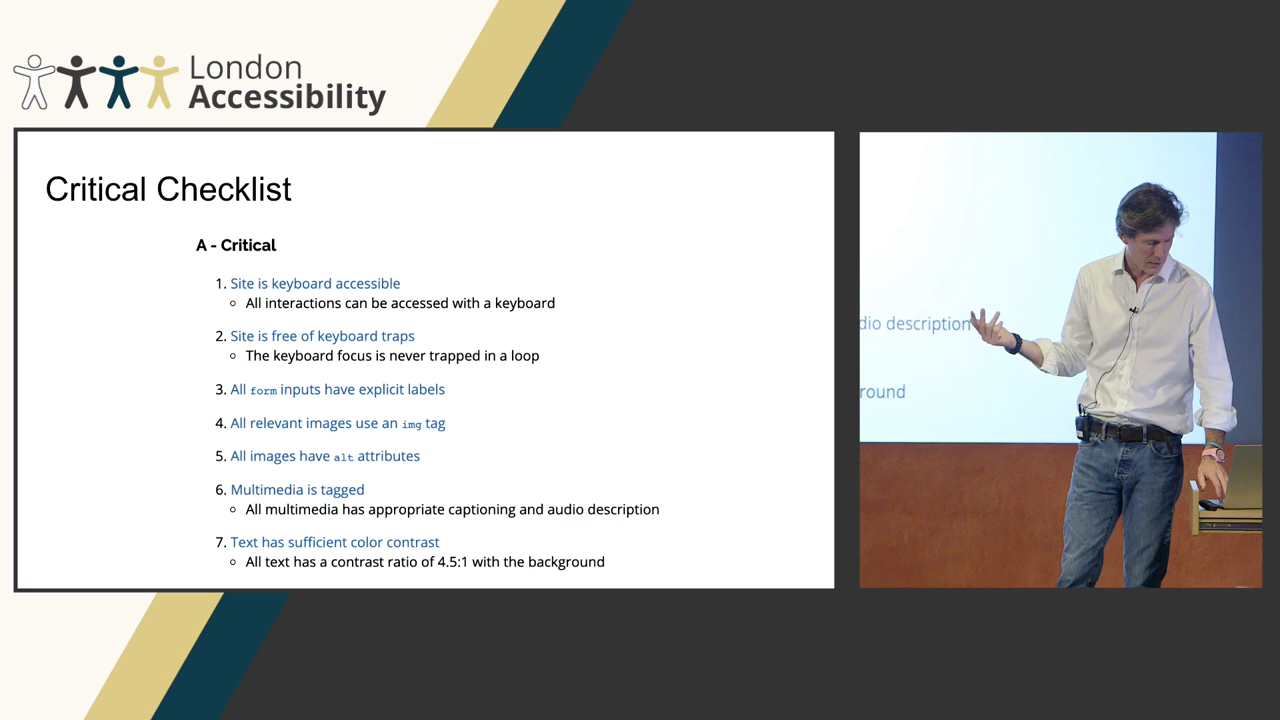 London
Accessibility
Critical Checklist
A - Critical
1. Site is keyboard accessible
All interactions can be accessed with a keyboard
2. Site is free of keyboard traps
The keyboard focus is never trapped in a loop
3. All form inputs have explicit labels
4. All relevant images use an img tag
5. All images have alt attributes
6. Multimedia is tagged
All multimedia has appropriate captioning and audio description
7. Text has sufficient color contrast
All text has a contrast ratio of 4.5:1 with the background
dio description
round